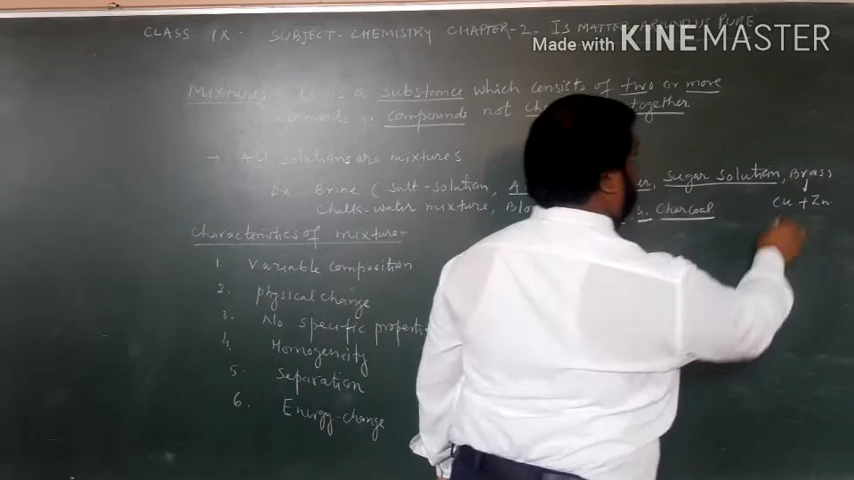 CLASS IX. SUBJECT- CHEMISTRY CHAPTER-2- IS MATTER AROUND US PURE
Made with KINEMASTER
Mixtures - It is a substance which consists of two or more
elements or compounds not together
→ All solutions are mixtures
Ex Brine (salt-solution, Sugar solution, Brass
Chalk-water mixture, Charcoal
Cu + Zn
Characteristics of mixture-
1. Variable composition
2. physical change
3. No specific
4. Homogeneity
5. Separation
6. Energy-change